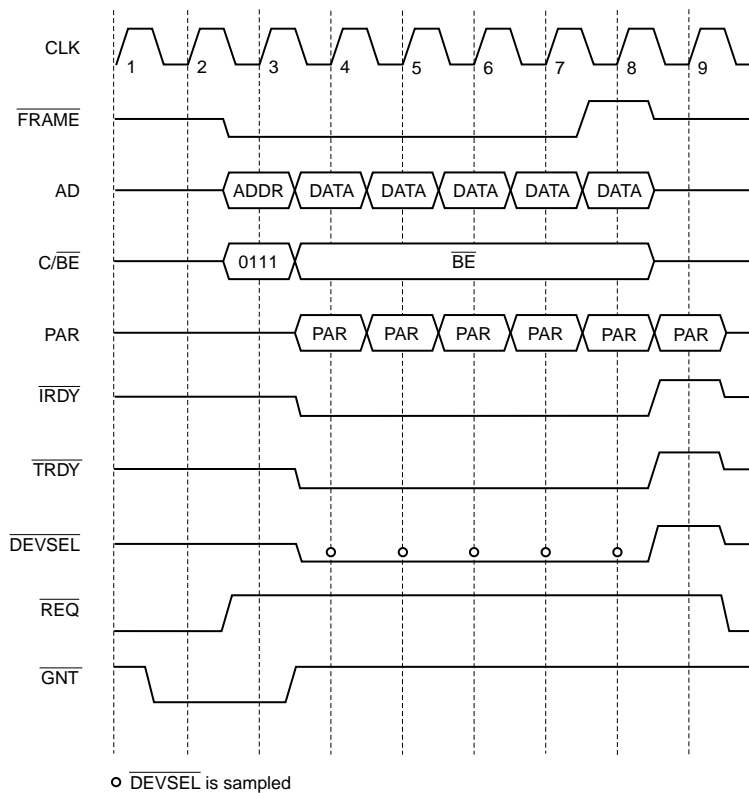 CLK
1 2 3 4 5 6 7 8 9
FRAME
AD
ADDR DATA DATA DATA DATA DATA
C/BE
0111 BE
PAR
PAR PAR PAR PAR PAR PAR
IRDY
TRDY
DEVSEL
REQ
GNT
DEVSEL is sampled